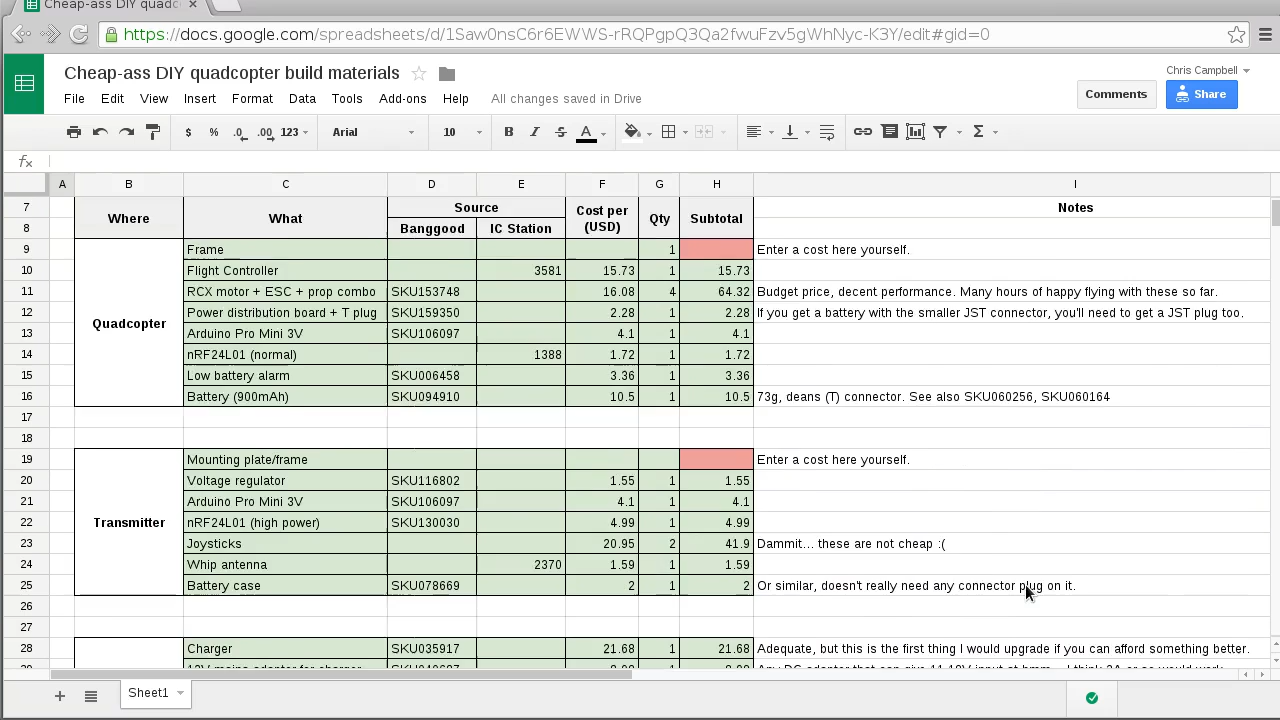 Cheap-ass DIY quadc
https://docs.google.com/spreadsheets/d/1Saw0nsC6r6EWWS-rRQPgpQ3Qa2fwuFzv5gWhNyc-K3Y/edit#gid=0
Cheap-ass DIY quadcopter build materials
Chris Campbell
File Edit View Insert Format Data Tools Add-ons Help All changes saved in Drive
Comments Share
$ % .0 .00 123 Arial 10 B I S A Σ
fx
A B C D E F G H I
7 Where What Source Cost per (USD) Qty Subtotal Notes
8 Banggood IC Station
9 Frame 1 Enter a cost here yourself.
10 Flight Controller 3581 15.73 1 15.73
11 RCX motor + ESC + prop combo SKU153748 16.08 4 64.32 Budget price, decent performance. Many hours of happy flying with these so far.
12 Quadcopter Power distribution board + T plug SKU159350 2.28 1 2.28 If you get a battery with the smaller JST connector, you'll need to get a JST plug too.
13 Arduino Pro Mini 3V SKU106097 4.1 1 4.1
14 nRF24L01 (normal) 1388 1.72 1 1.72
15 Low battery alarm SKU006458 3.36 1 3.36
16 Battery (900mAh) SKU094910 10.5 1 10.5 73g, deans (T) connector. See also SKU060256, SKU060164
17
18
19 Mounting plate/frame Enter a cost here yourself.
20 Voltage regulator SKU116802 1.55 1 1.55
21 Arduino Pro Mini 3V SKU106097 4.1 1 4.1
22 Transmitter nRF24L01 (high power) SKU130030 4.99 1 4.99
23 Joysticks 20.95 2 41.9 Dammit... these are not cheap :(
24 Whip antenna 2370 1.59 1 1.59
25 Battery case SKU078669 2 1 2 Or similar, doesn't really need any connector plug on it.
26
27
28 Charger SKU035917 21.68 1 21.68 Adequate, but this is the first thing I would upgrade if you can afford something better.
Sheet1